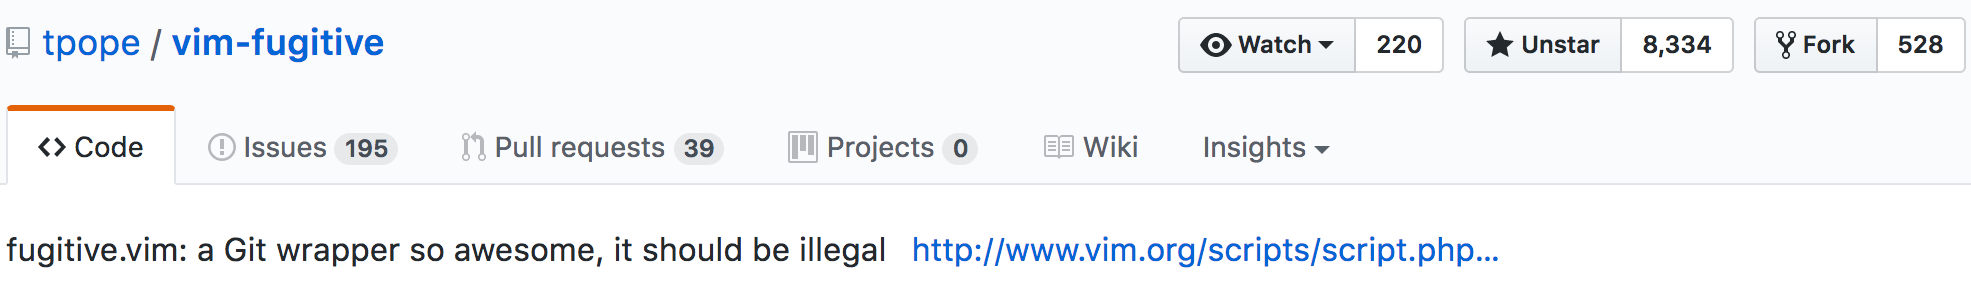 tpope / vim-fugitive Watch 220 Unstar 8,334 Fork 528
Code Issues 195 Pull requests 39 Projects 0 Wiki Insights
fugitive.vim: a Git wrapper so awesome, it should be illegal http://www.vim.org/scripts/script.php...